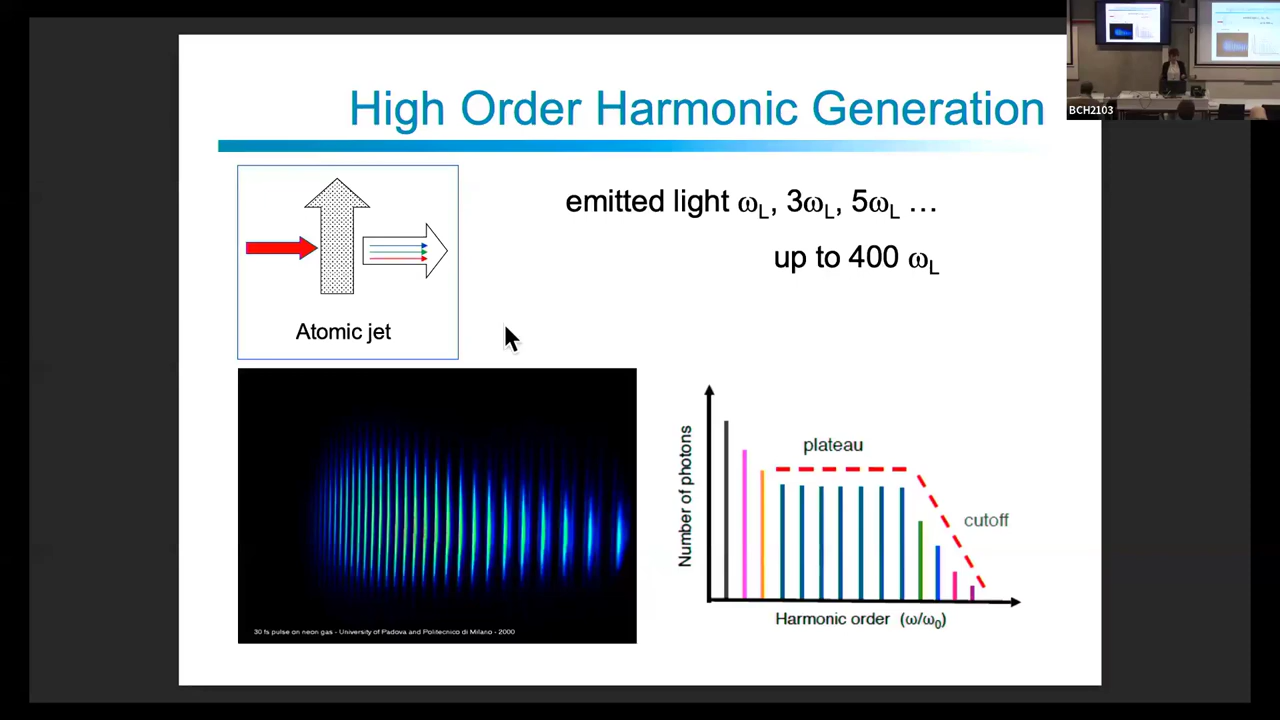 High Order Harmonic Generation
BCH2103
emitted light ωL, 3ωL, 5ωL …
up to 400 ωL
Atomic jet
30 fs pulse on neon gas - University of Padova and Politecnico di Milano - 2000
Number of photons
plateau
cutoff
Harmonic order (ω/ω0)